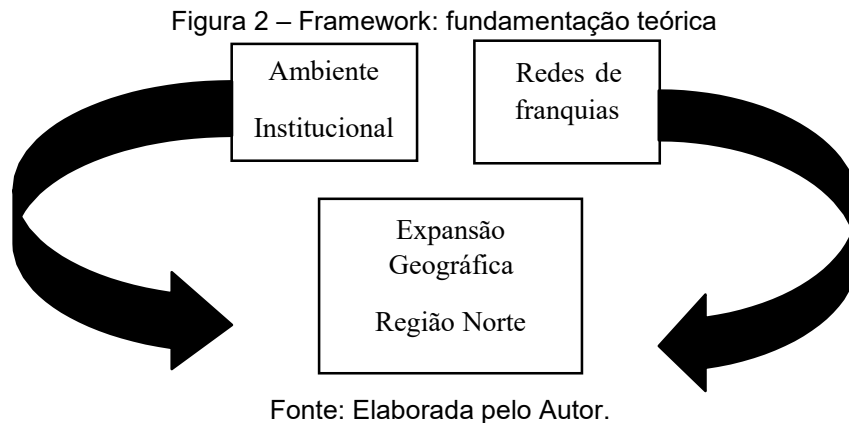 Figura 2 – Framework: fundamentação teórica
Ambiente
Institucional
Redes de
franquias
Expansão
Geográfica
Região Norte
Fonte: Elaborada pelo Autor.